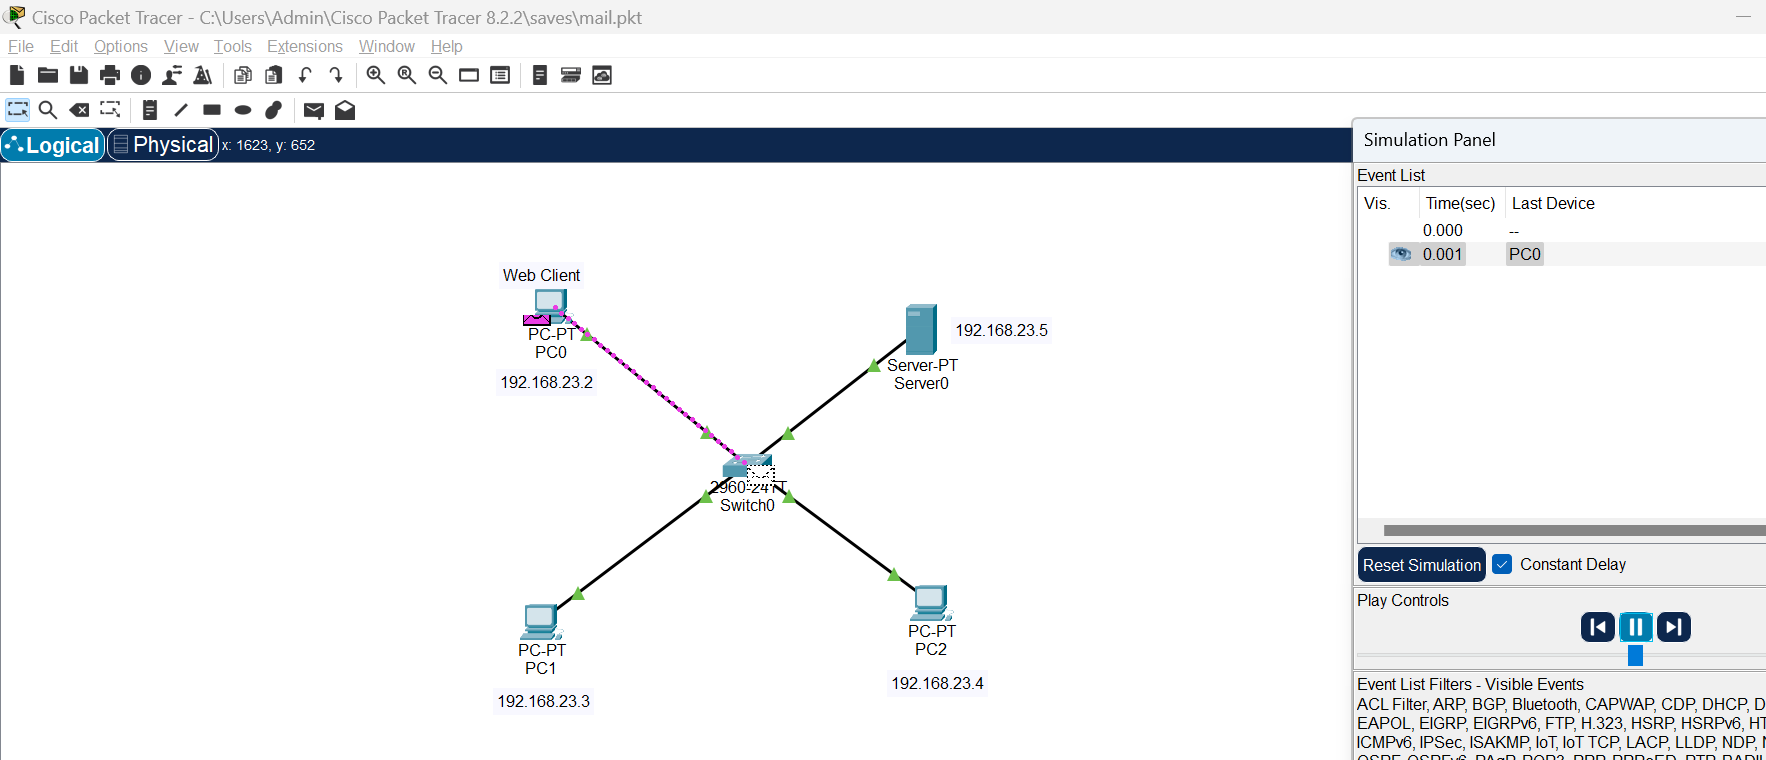 Cisco Packet Tracer - C:\Users\Admin\Cisco Packet Tracer 8.2.2\saves\mail.pkt
File Edit Options View Tools Extensions Window Help
Logical Physical x: 1623, y: 652
Simulation Panel
Event List
Vis. Time(sec) Last Device
0.000 --
0.001 PC0
Web Client
PC-PT
PC0
192.168.23.2
192.168.23.5
Server-PT
Server0
2960-24TT
Switch0
PC-PT
PC1
192.168.23.3
PC-PT
PC2
192.168.23.4
Reset Simulation Constant Delay
Play Controls
Event List Filters - Visible Events
ACL Filter, ARP, BGP, Bluetooth, CAPWAP, CDP, DHCP, D
EAPOL, EIGRP, EIGRPv6, FTP, H.323, HSRP, HSRPv6, HT
ICMPv6, IPSec, ISAKMP, IoT, IoT TCP, LACP, LLDP, NDP,